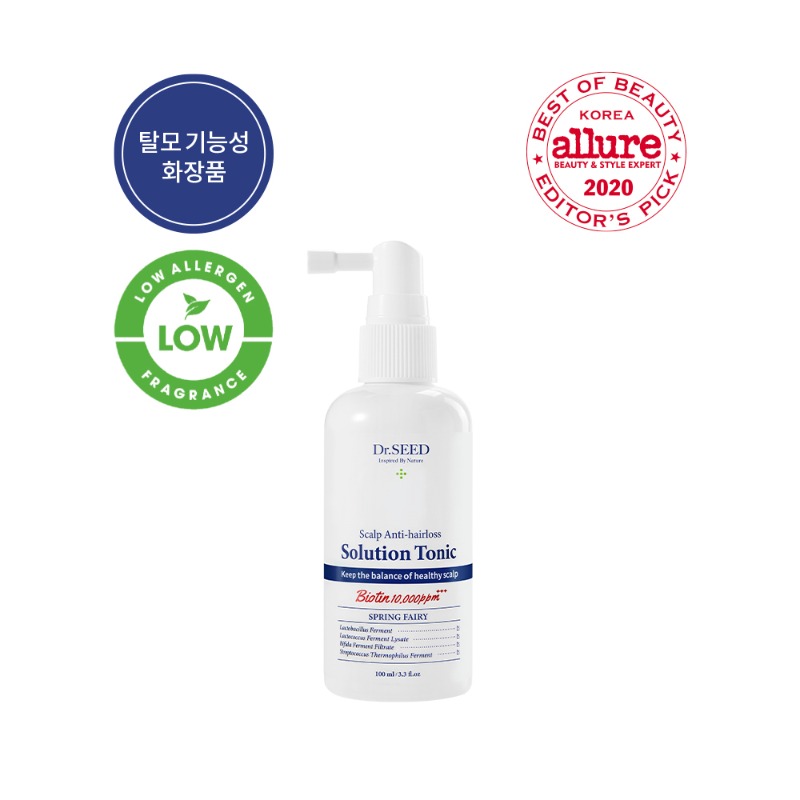 탈모 기능성
화장품
BEST OF BEAUTY
KOREA
allure
BEAUTY & STYLE EXPERT
2020
EDITOR'S PICK
LOW ALLERGEN
LOW
FRAGRANCE
Dr.SEED
Inspired By Nature
Scalp Anti-hairloss
Solution Tonic
Keep the balance of healthy scalp
Biotin 10,000ppm+++
SPRING FAIRY
Lactobacillus Ferment
Lactococcus Ferment Lysate
Bifida Ferment Filtrate
Streptococcus Thermophilus Ferment
100 ml/3.3 fl.oz